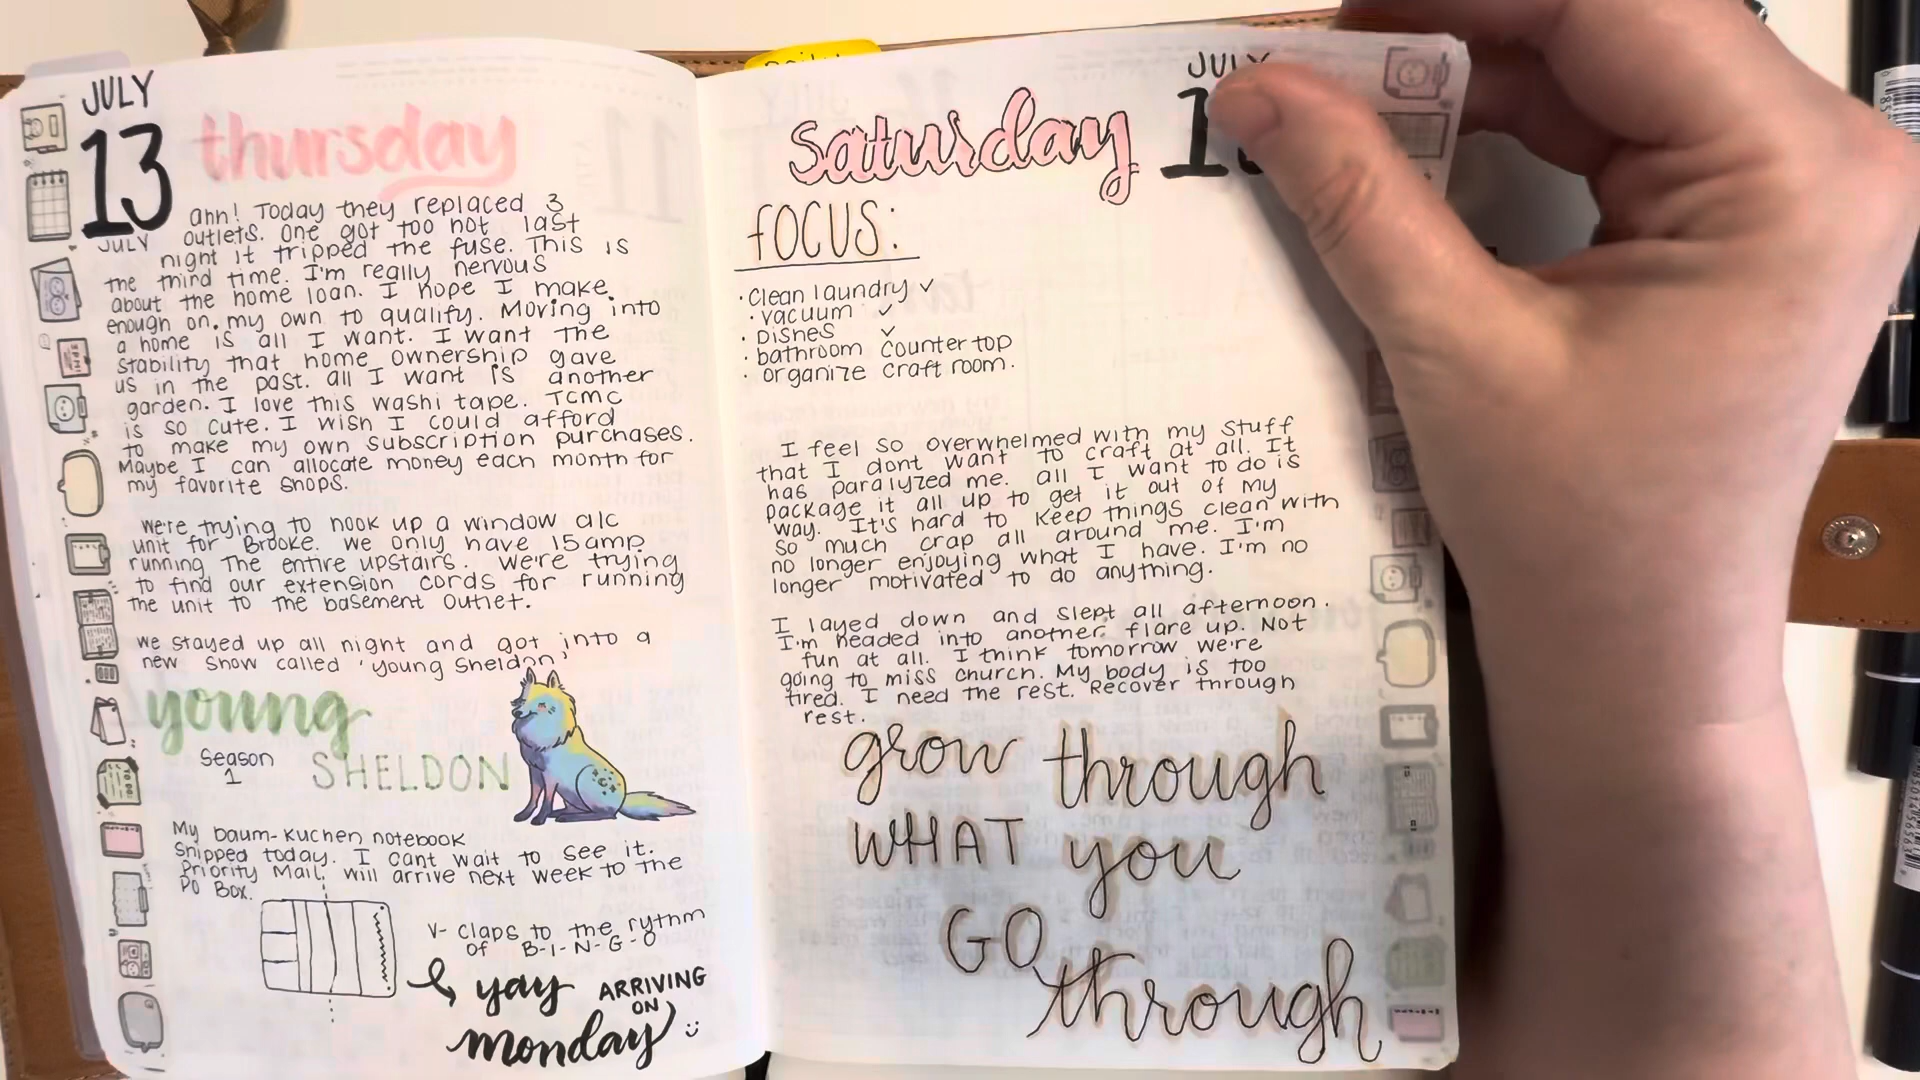 JULY
13
JULY
thursday
ahh! Today they replaced 3
outlets. One got too hot last
night it tripped the fuse. This is
the third time. I'm really nervous
about the home loan. I hope I make
enough on my own to qualify. Moving into
a home is all I want. I want the
stability that home ownership gave
us in the past. all I want is another
garden. I love this washi tape. TCMC
is so cute. I wish I could afford
to make my own subscription purchases.
Maybe I can allocate money each month for
my favorite shops.
we're trying to hook up a window a/c
unit for Brooke. we only have 15amp
running the entire upstairs. we're trying
to find our extension cords for running
the unit to the basement outlet.
we stayed up all night and got into a
new show called 'young Sheldon'
young
Season
1
SHELDON
My baum-kuchen notebook
shipped today. I cant wait to see it.
Priority Mail. will arrive next week to the
PO Box.
V- claps to the rythm
of B-I-N-G-O
yay ARRIVING
ON
monday
TO DO:
saturday
JULY
FOCUS:
· Clean laundry ✓
· vacuum ✓
· Dishes ✓
· bathroom countertop
· organize craft room.
I feel so overwhelmed with my stuff
that I dont want to craft at all. It
has paralyzed me. all I want to do is
package it all up to get it out of my
way. It's hard to keep things clean with
so much crap all around me. I'm
no longer enjoying what I have. I'm no
longer motivated to do anything.
I layed down and slept all afternoon.
I'm headed into another flare up. Not
fun at all. I think tomorrow we're
going to miss church. My body is too
tired. I need the rest. Recover through
rest.
grow through
WHAT you
GO
through